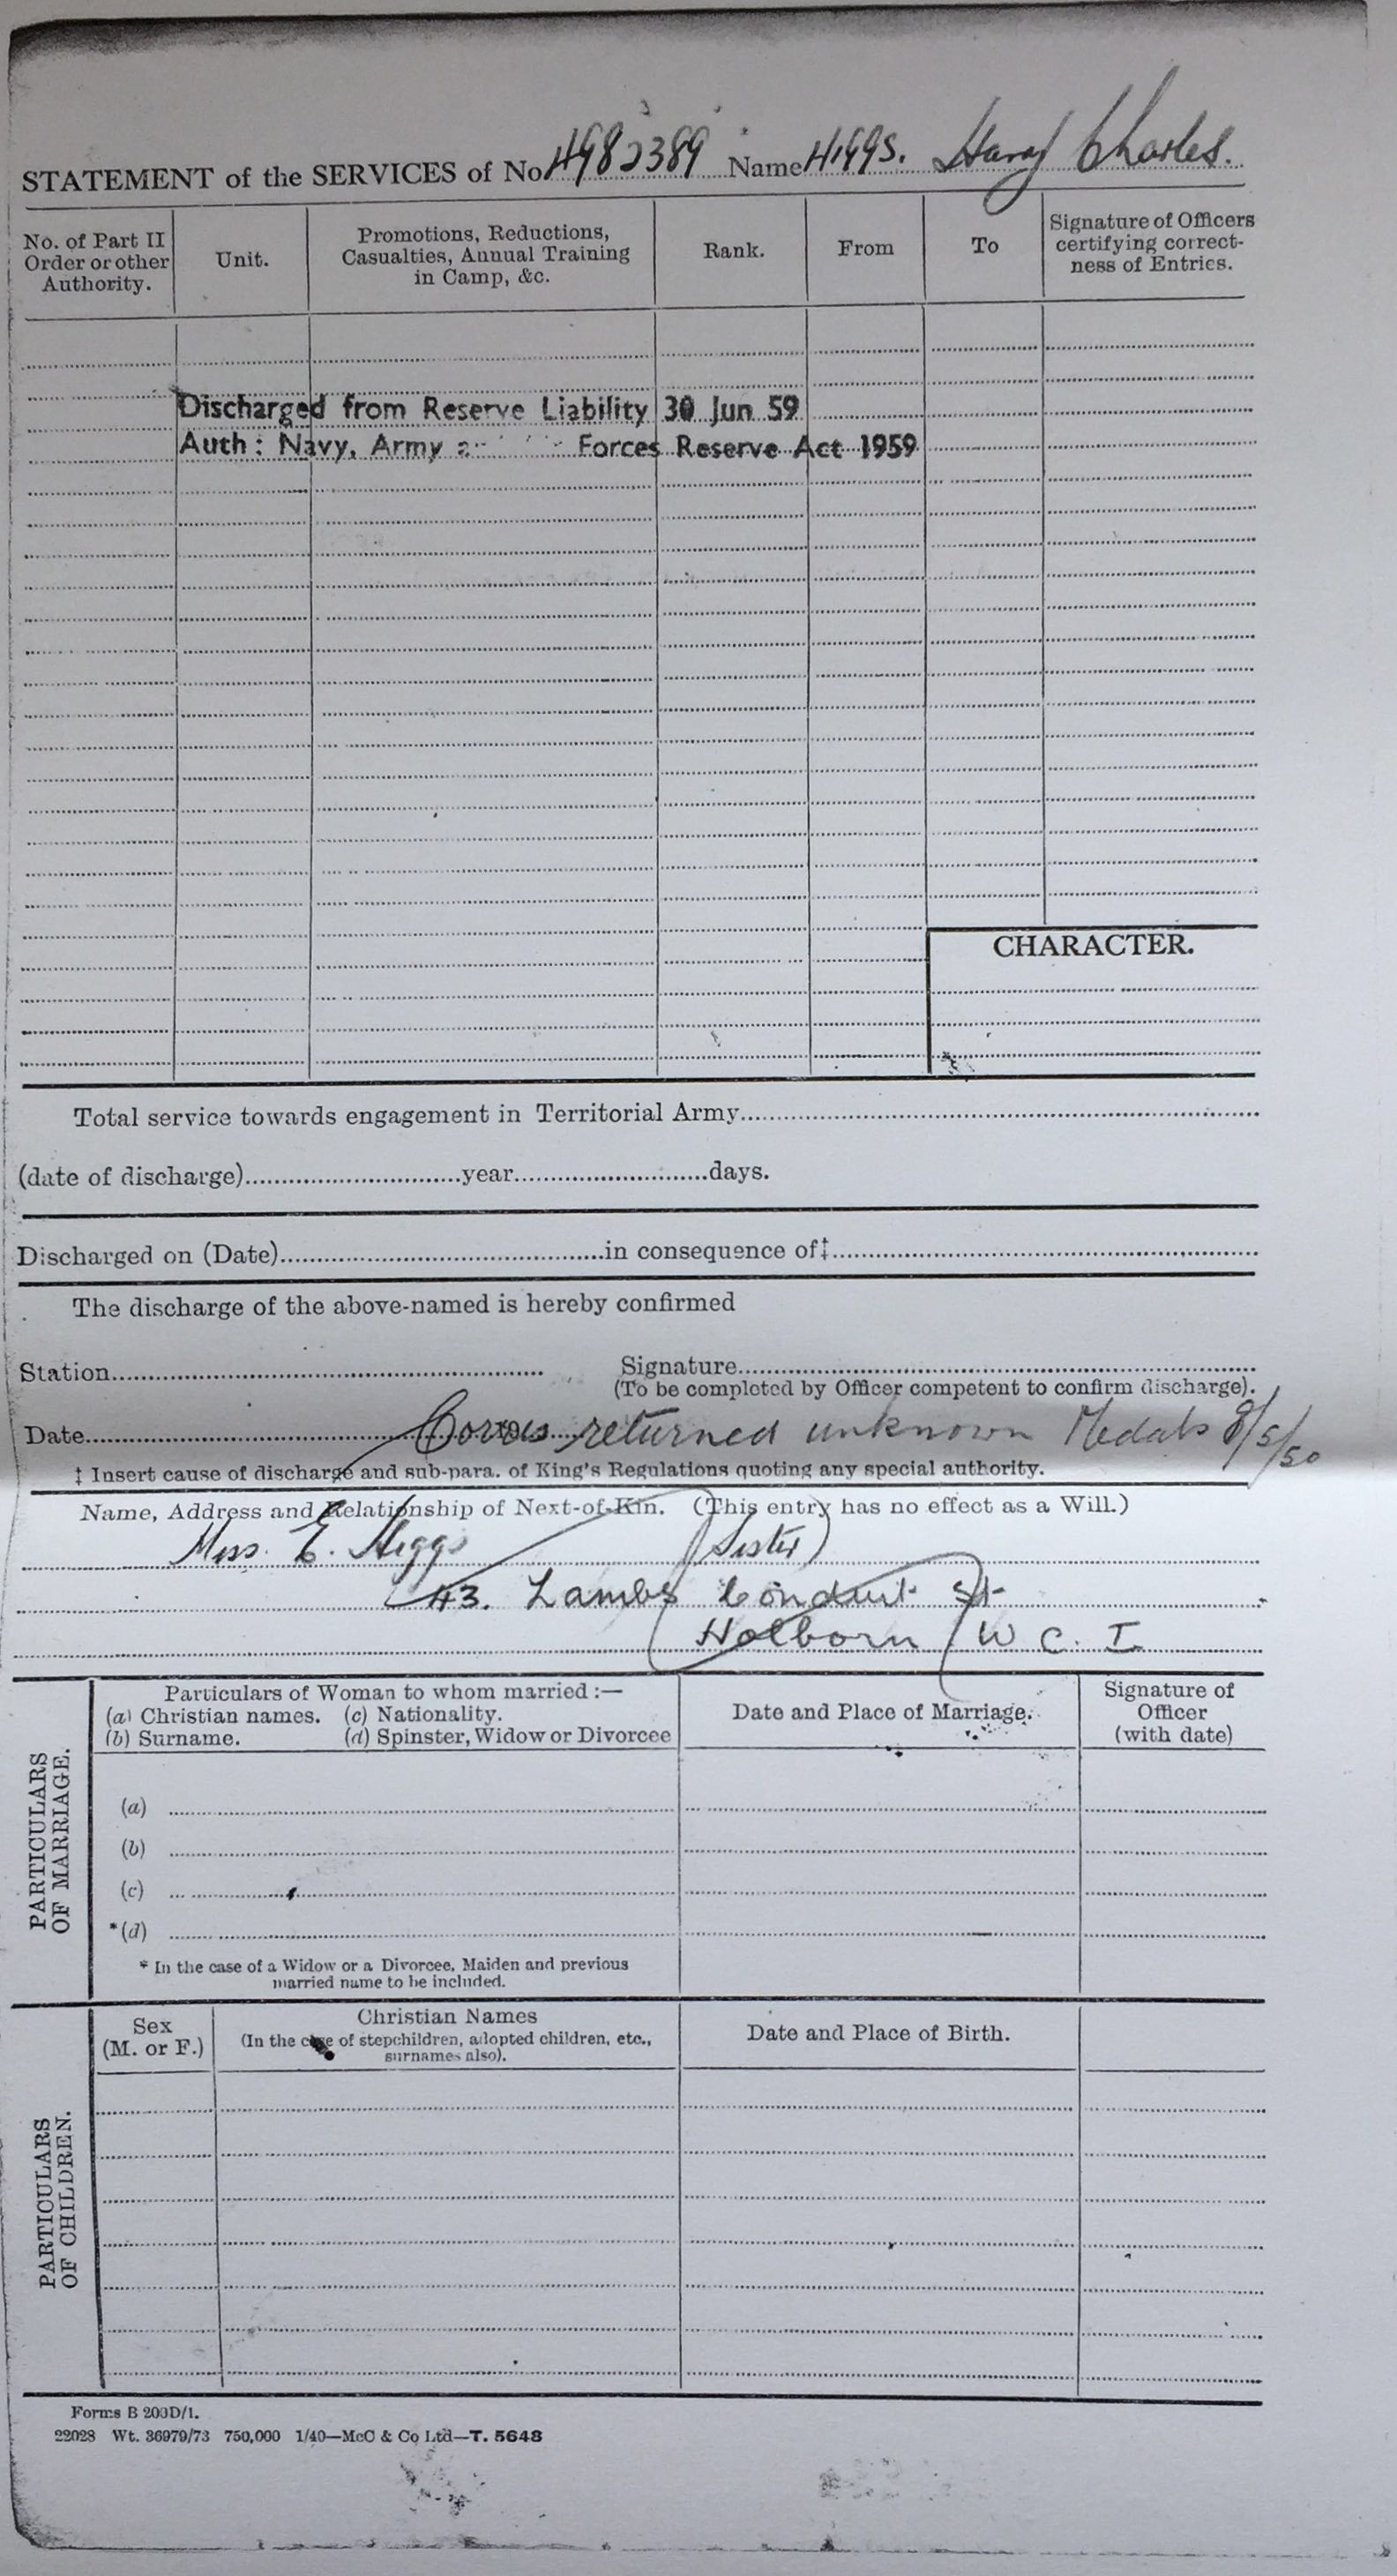 STATEMENT of the SERVICES of No 4982389 Name Higgs. Harry Charles.
No. of Part II Order or other Authority.
Unit.
Promotions, Reductions, Casualties, Annual Training in Camp, &c.
Rank.
From
To
Signature of Officers certifying correctness of Entries.
Discharged from Reserve Liability 30 Jun 59
Auth: Navy, Army Forces Reserve Act 1959
CHARACTER.
Total service towards engagement in Territorial Army
(date of discharge) year days.
Discharged on (Date) in consequence of‡
The discharge of the above-named is hereby confirmed
Station Signature
(To be completed by Officer competent to confirm discharge).
Date returned unknown Medals 8/5/50
‡ Insert cause of discharge and sub-para. of King's Regulations quoting any special authority.
Name, Address and Relationship of Next-of-Kin. (This entry has no effect as a Will.)
Miss. E. Higgs (Sister)
43. Lambs Conduit St
Holborn W C. I
PARTICULARS OF MARRIAGE.
Particulars of Woman to whom married :—
(a) Christian names. (c) Nationality.
(b) Surname. (d) Spinster, Widow or Divorcee
Date and Place of Marriage.
Signature of Officer (with date)
(a)
(b)
(c)
*(d)
* In the case of a Widow or a Divorcee, Maiden and previous
married name to be included.
PARTICULARS OF CHILDREN.
Sex (M. or F.)
Christian Names
(In the case of stepchildren, adopted children, etc.,
surnames also).
Date and Place of Birth.
Forms B 200D/1.
22028 Wt. 36979/73 750,000 1/40—McC & Co Ltd—T. 5648